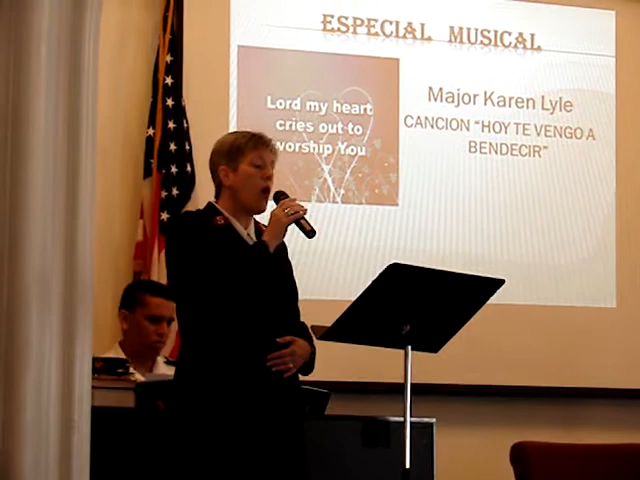 ESPECIAL MUSICAL
Lord my heart
cries out to
worship You
Major Karen Lyle
CANCION "HOY TE VENGO A
BENDECIR"